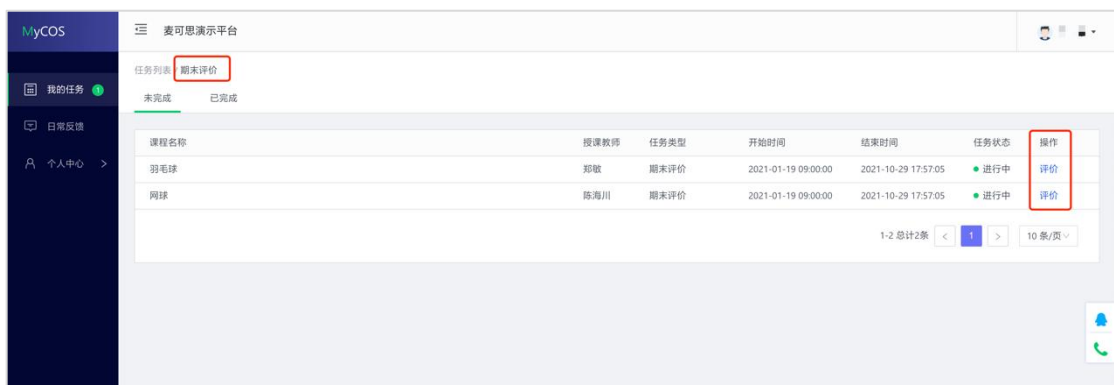 MyCOS
麦可思演示平台
任务列表 / 期末评价
未完成 已完成
我的任务 1
日常反馈
个人中心 >
课程名称 授课教师 任务类型 开始时间 结束时间 任务状态 操作
羽毛球 郑敏 期末评价 2021-01-19 09:00:00 2021-10-29 17:57:05 进行中 评价
网球 陈海川 期末评价 2021-01-19 09:00:00 2021-10-29 17:57:05 进行中 评价
1-2 总计2条 < 1 > 10 条/页